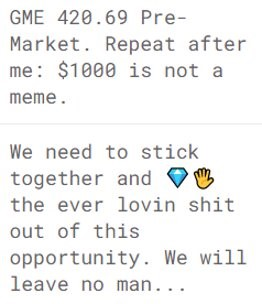 GME 420.69 Pre-
Market. Repeat after
me: $1000 is not a
meme.
We need to stick
together and 💎🖐
the ever lovin shit
out of this
opportunity. We will
leave no man...